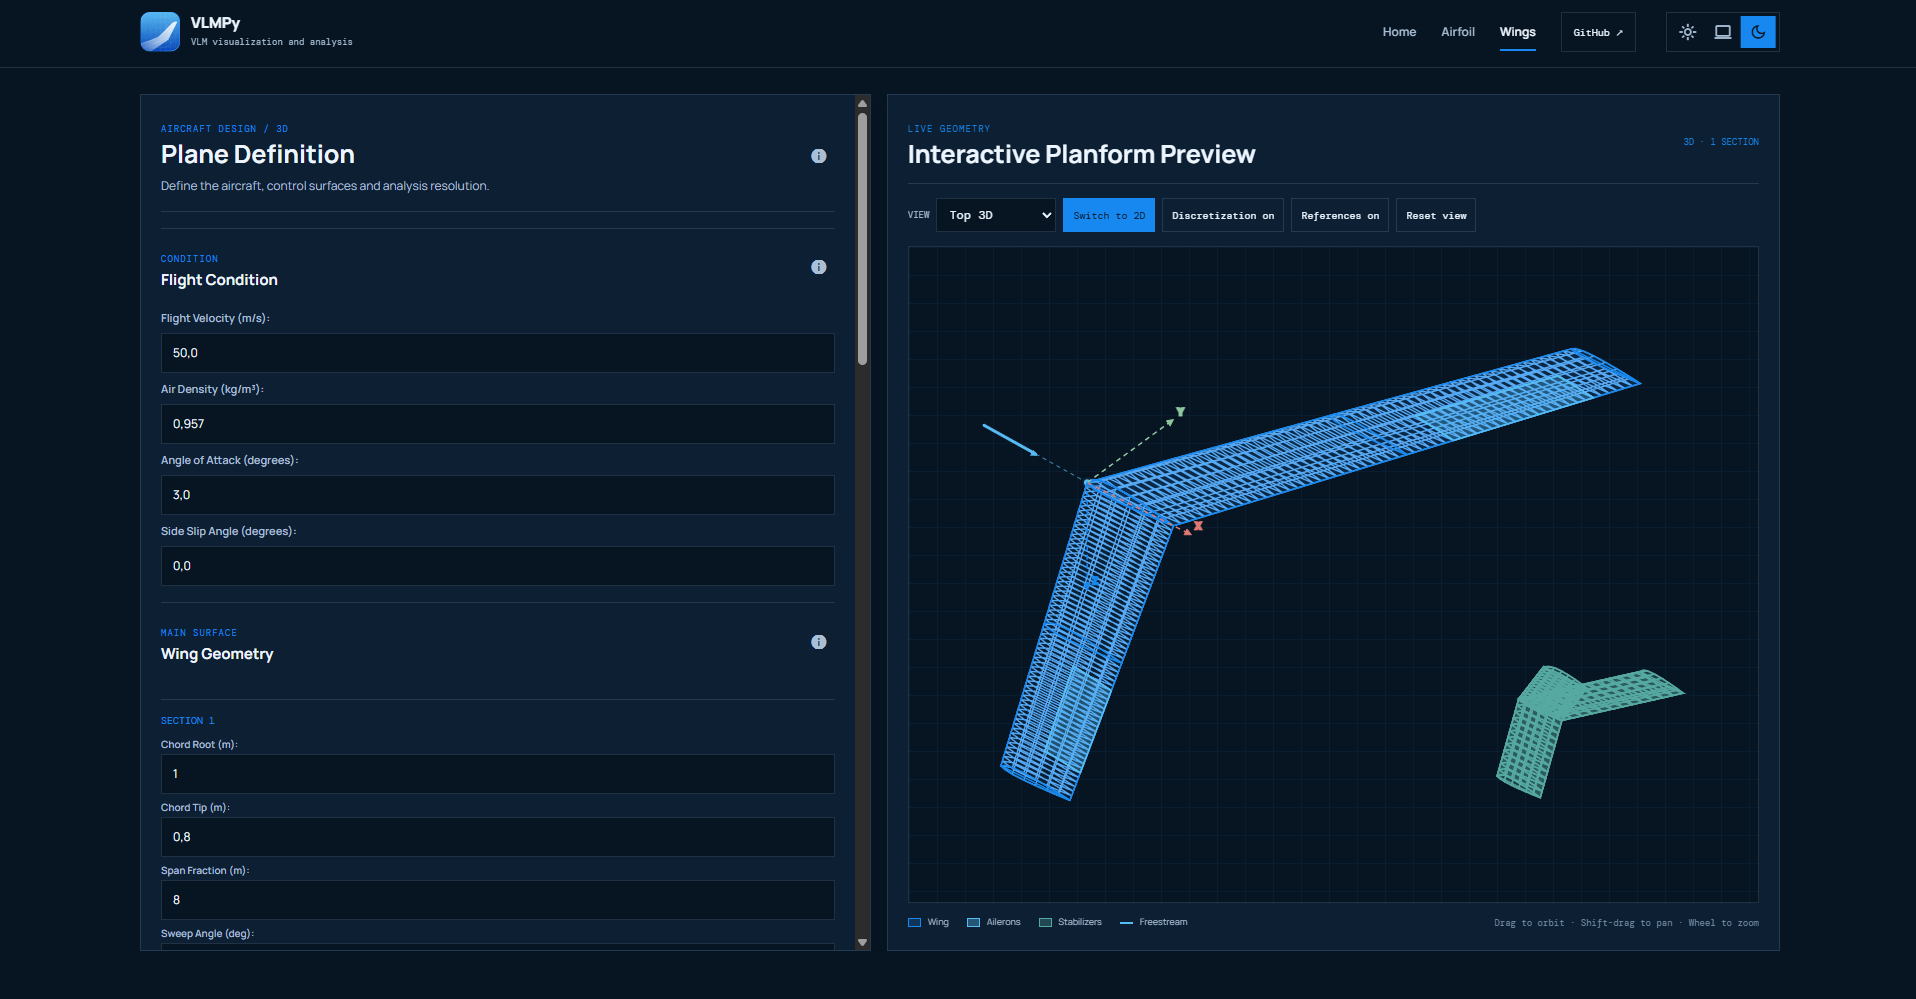 VLMPy
VLM visualization and analysis
Home
Airfoil
Wings
GitHub ↗
AIRCRAFT DESIGN / 3D
Plane Definition
Define the aircraft, control surfaces and analysis resolution.
CONDITION
Flight Condition
Flight Velocity (m/s):
50,0
Air Density (kg/m³):
0,957
Angle of Attack (degrees):
3,0
Side Slip Angle (degrees):
0,0
MAIN SURFACE
Wing Geometry
SECTION 1
Chord Root (m):
1
Chord Tip (m):
0,8
Span Fraction (m):
8
Sweep Angle (deg):
LIVE GEOMETRY
Interactive Planform Preview
3D · 1 SECTION
VIEW
Top 3D
Switch to 2D
Discretization on
References on
Reset view
Y
X
Z
Wing
Ailerons
Stabilizers
Freestream
Drag to orbit · Shift-drag to pan · Wheel to zoom